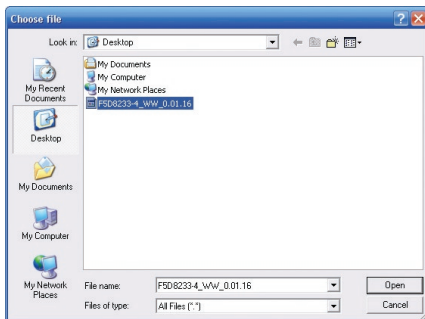 Choose file
Look in:
Desktop
My Recent
Documents
Desktop
My Documents
My Computer
My Network
Places
My Documents
My Computer
My Network Places
F5D8233-4_WW_0.01.16
File name:
F5D8233-4_WW_0.01.16
Open
Files of type:
All Files (*.*)
Cancel